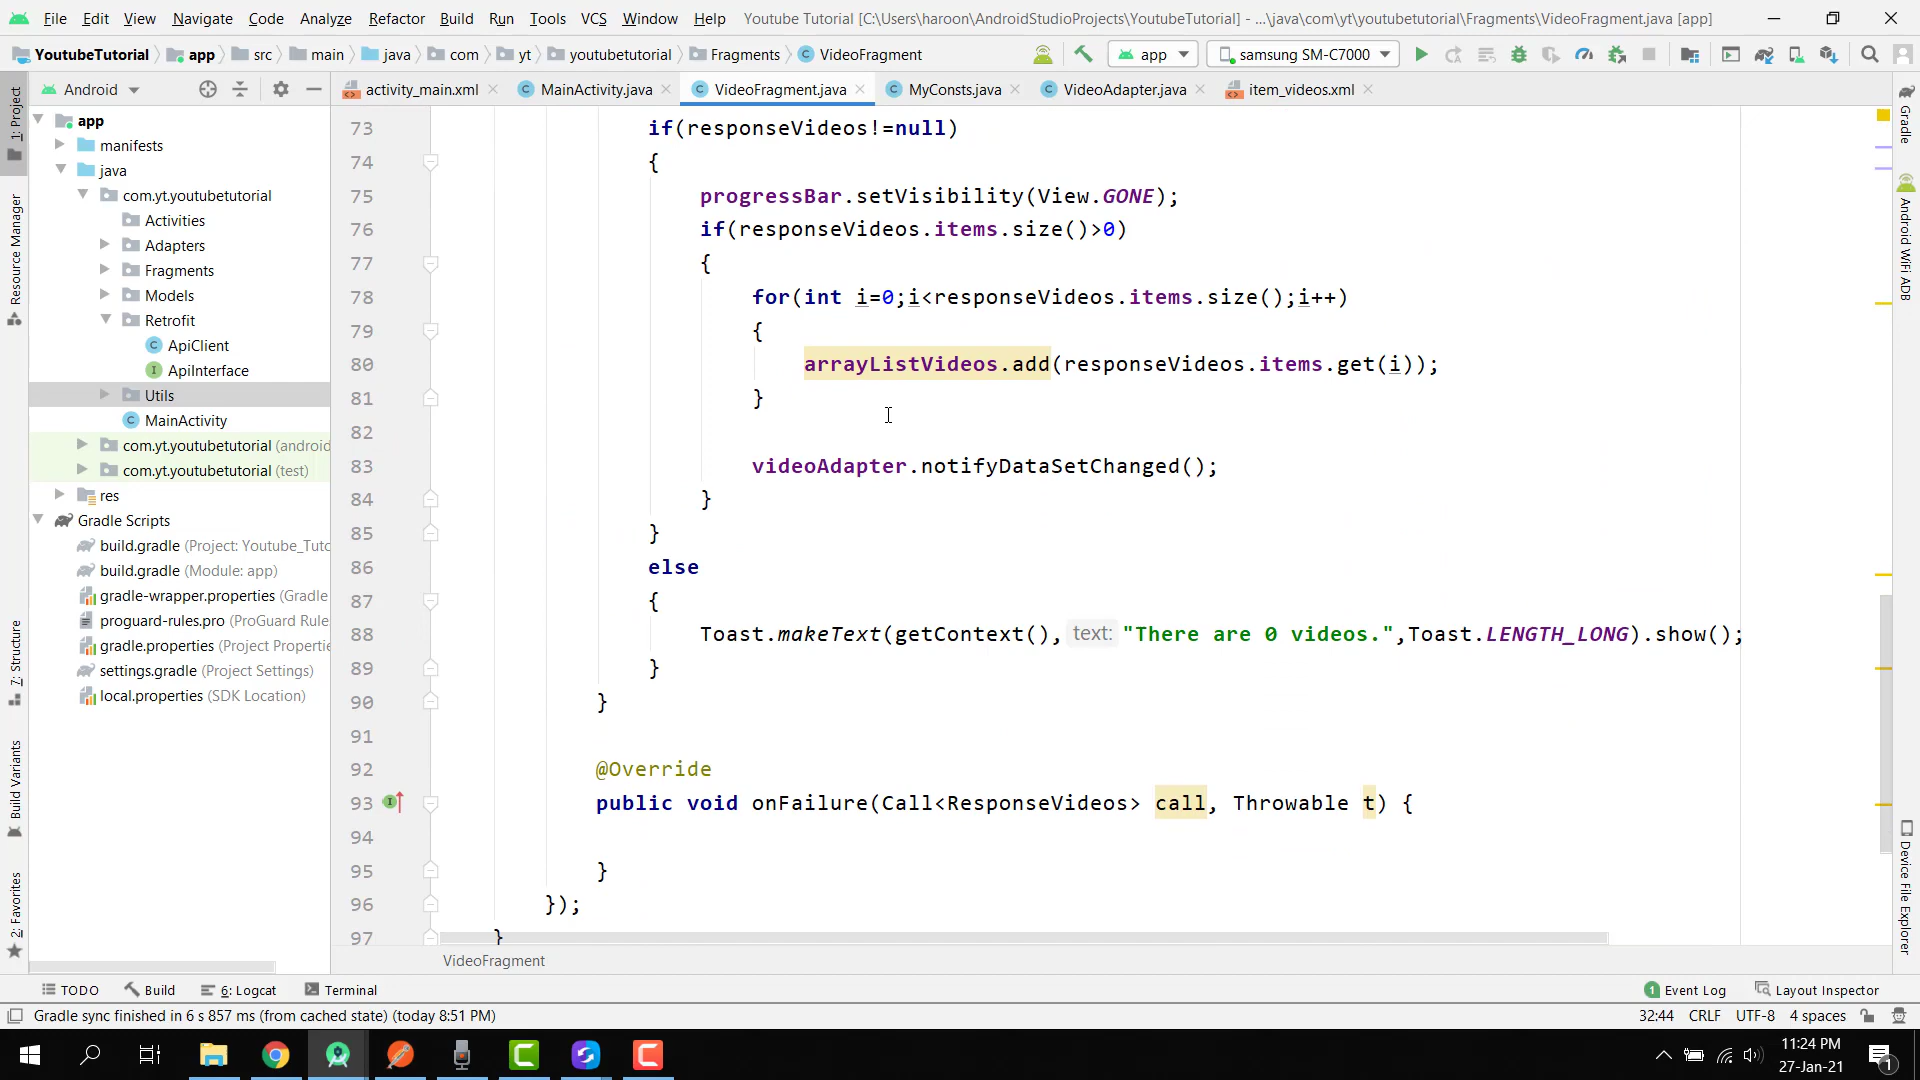 File Edit View Navigate Code Analyze Refactor Build Run Tools VCS Window Help Youtube Tutorial [C:\Users\haroon\AndroidStudioProjects\YoutubeTutorial] - ...\java\com\yt\youtubetutorial\Fragments\VideoFragment.java [app]
YoutubeTutorial app src main java com yt youtubetutorial Fragments VideoFragment app samsung SM-C7000
Android activity_main.xml MainActivity.java VideoFragment.java MyConsts.java VideoAdapter.java item_videos.xml
1: Project
Resource Manager
7: Structure
Build Variants
2: Favorites
app
manifests
java
com.yt.youtubetutorial
Activities
Adapters
Fragments
Models
Retrofit
ApiClient
ApiInterface
Utils
MainActivity
com.yt.youtubetutorial (android
com.yt.youtubetutorial (test)
res
Gradle Scripts
build.gradle (Project: Youtube_Tuto
build.gradle (Module: app)
gradle-wrapper.properties (Gradle
proguard-rules.pro (ProGuard Rule
gradle.properties (Project Propertie
settings.gradle (Project Settings)
local.properties (SDK Location)
73 if(responseVideos!=null)
74 {
75 progressBar.setVisibility(View.GONE);
76 if(responseVideos.items.size()>0)
77 {
78 for(int i=0;i<responseVideos.items.size();i++)
79 {
80 arrayListVideos.add(responseVideos.items.get(i));
81 }
82
83 videoAdapter.notifyDataSetChanged();
84 }
85 }
86 else
87 {
88 Toast.makeText(getContext(), text: "There are 0 videos.",Toast.LENGTH_LONG).show();
89 }
90 }
91
92 @Override
93 public void onFailure(Call<ResponseVideos> call, Throwable t) {
94
95 }
96 });
97 }
VideoFragment
Gradle
Android WiFi ADB
Device File Explorer
TODO Build 6: Logcat Terminal 1 Event Log Layout Inspector
Gradle sync finished in 6 s 857 ms (from cached state) (today 8:51 PM) 32:44 CRLF UTF-8 4 spaces
11:24 PM
27-Jan-21
1